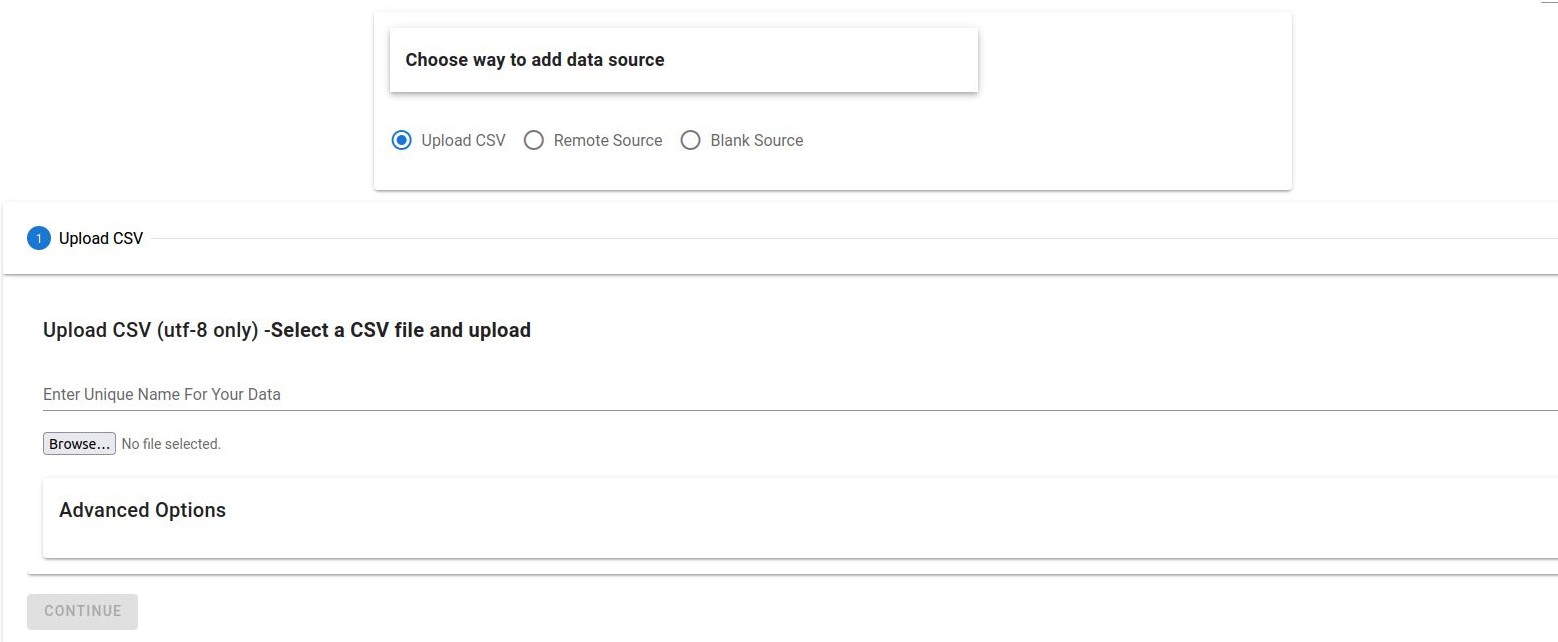 Choose way to add data source
Upload CSV Remote Source Blank Source
1 Upload CSV
Upload CSV (utf-8 only) -Select a CSV file and upload
Enter Unique Name For Your Data
Browse... No file selected.
Advanced Options
CONTINUE